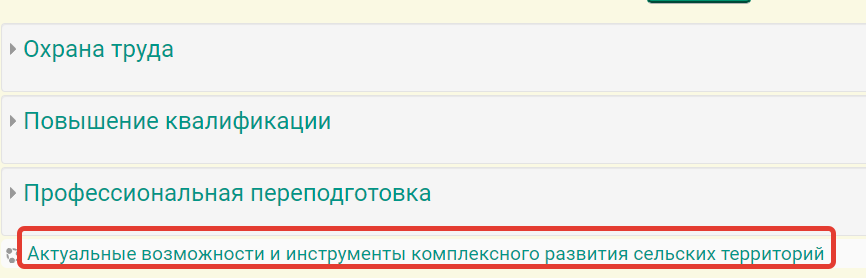 Охрана труда
Повышение квалификации
Профессиональная переподготовка
Актуальные возможности и инструменты комплексного развития сельских территорий